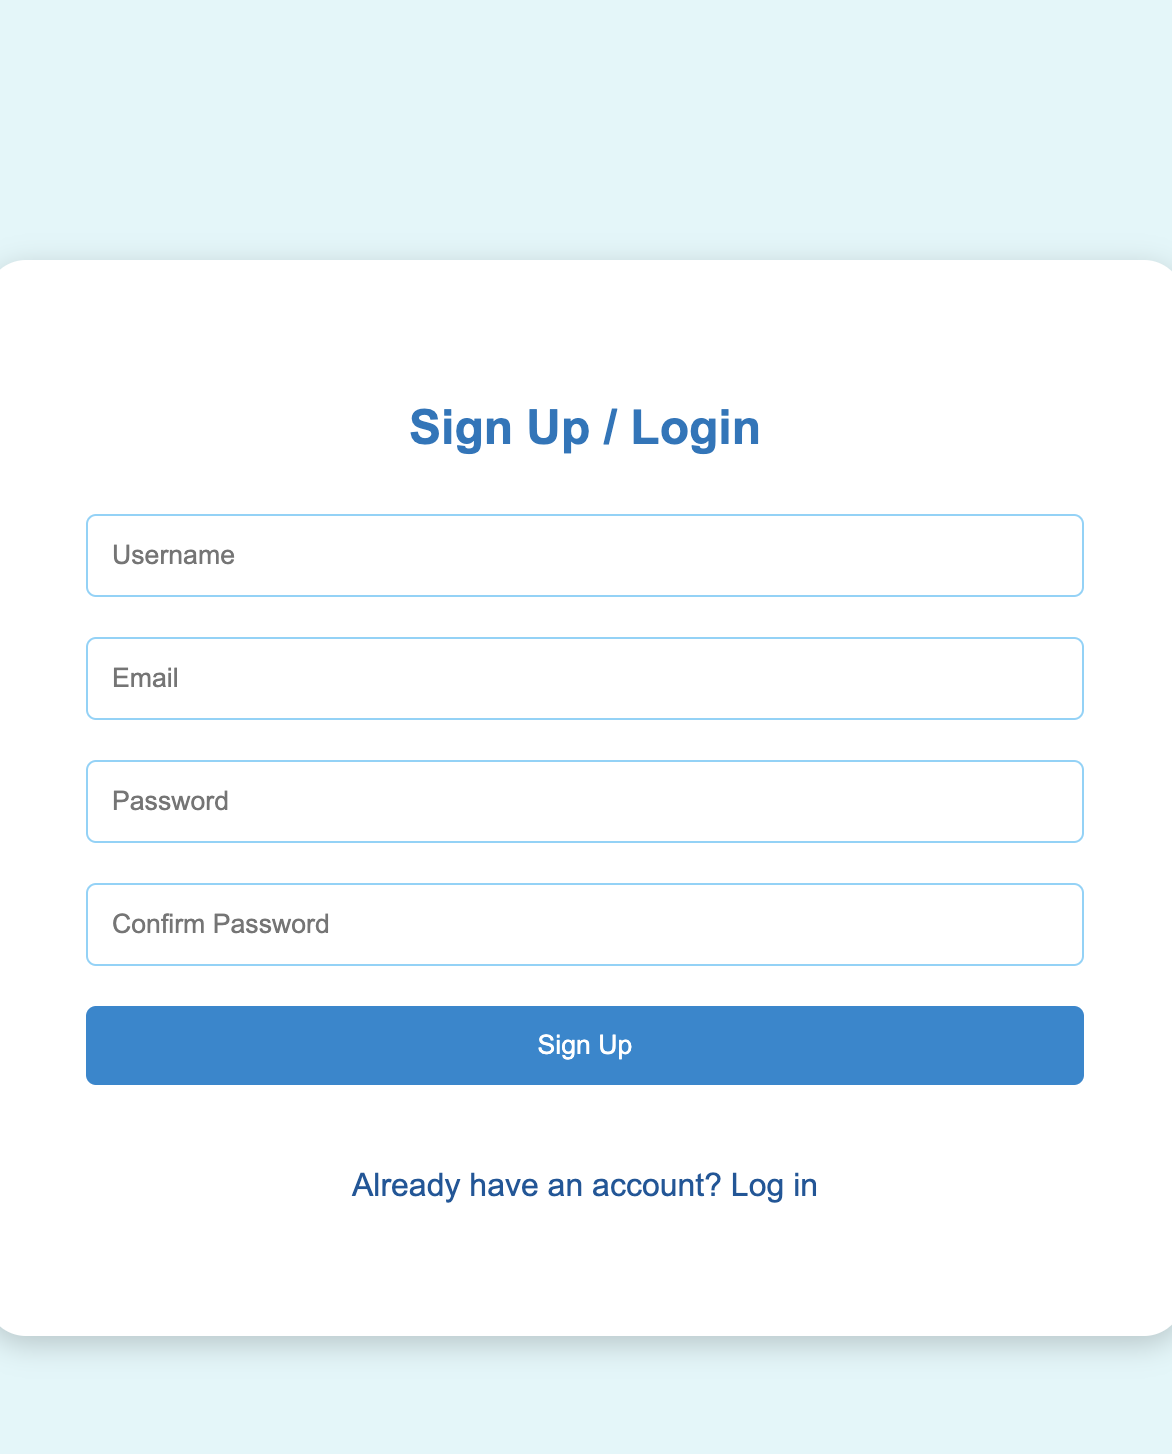 Sign Up / Login
Username
Email
Password
Confirm Password
Sign Up
Already have an account? Log in